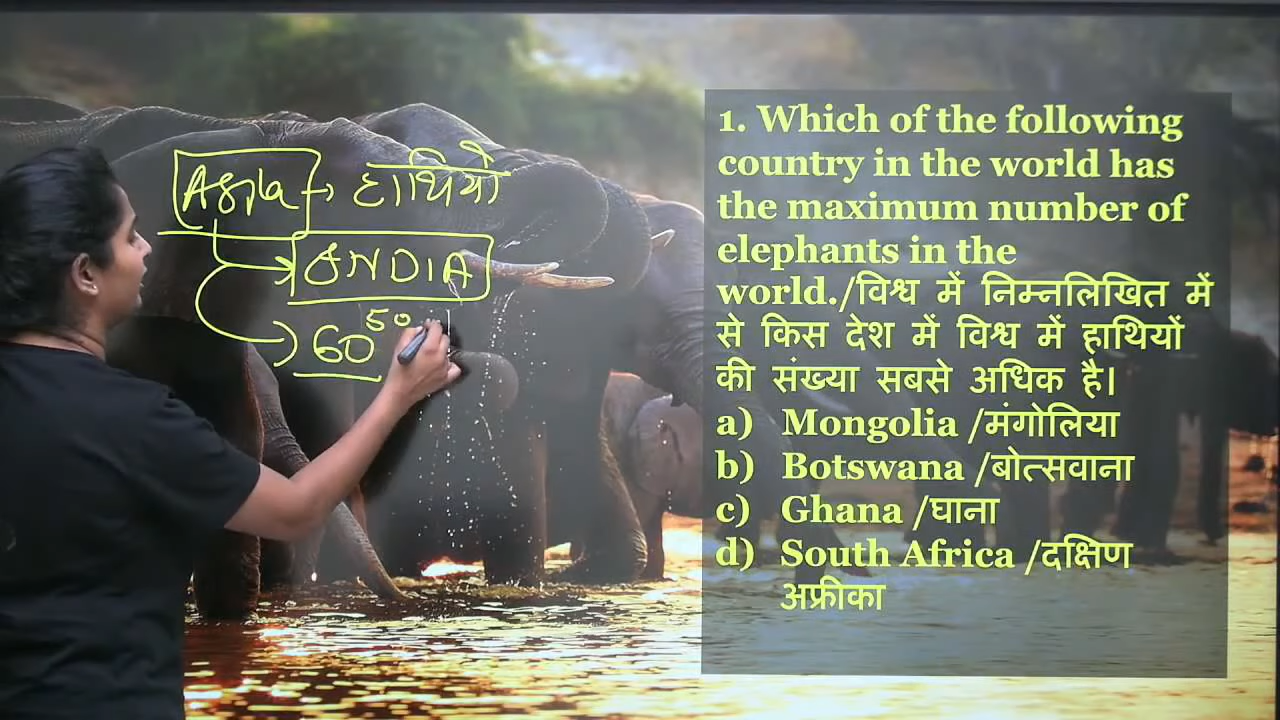 Asia → हाथियों
INDIA
60 50
1. Which of the following
country in the world has
the maximum number of
elephants in the
world./विश्व में निम्नलिखित में
से किस देश में विश्व में हाथियों
की संख्या सबसे अधिक है।
a) Mongolia /मंगोलिया
b) Botswana /बोत्सवाना
c) Ghana /घाना
d) South Africa /दक्षिण
अफ्रीका